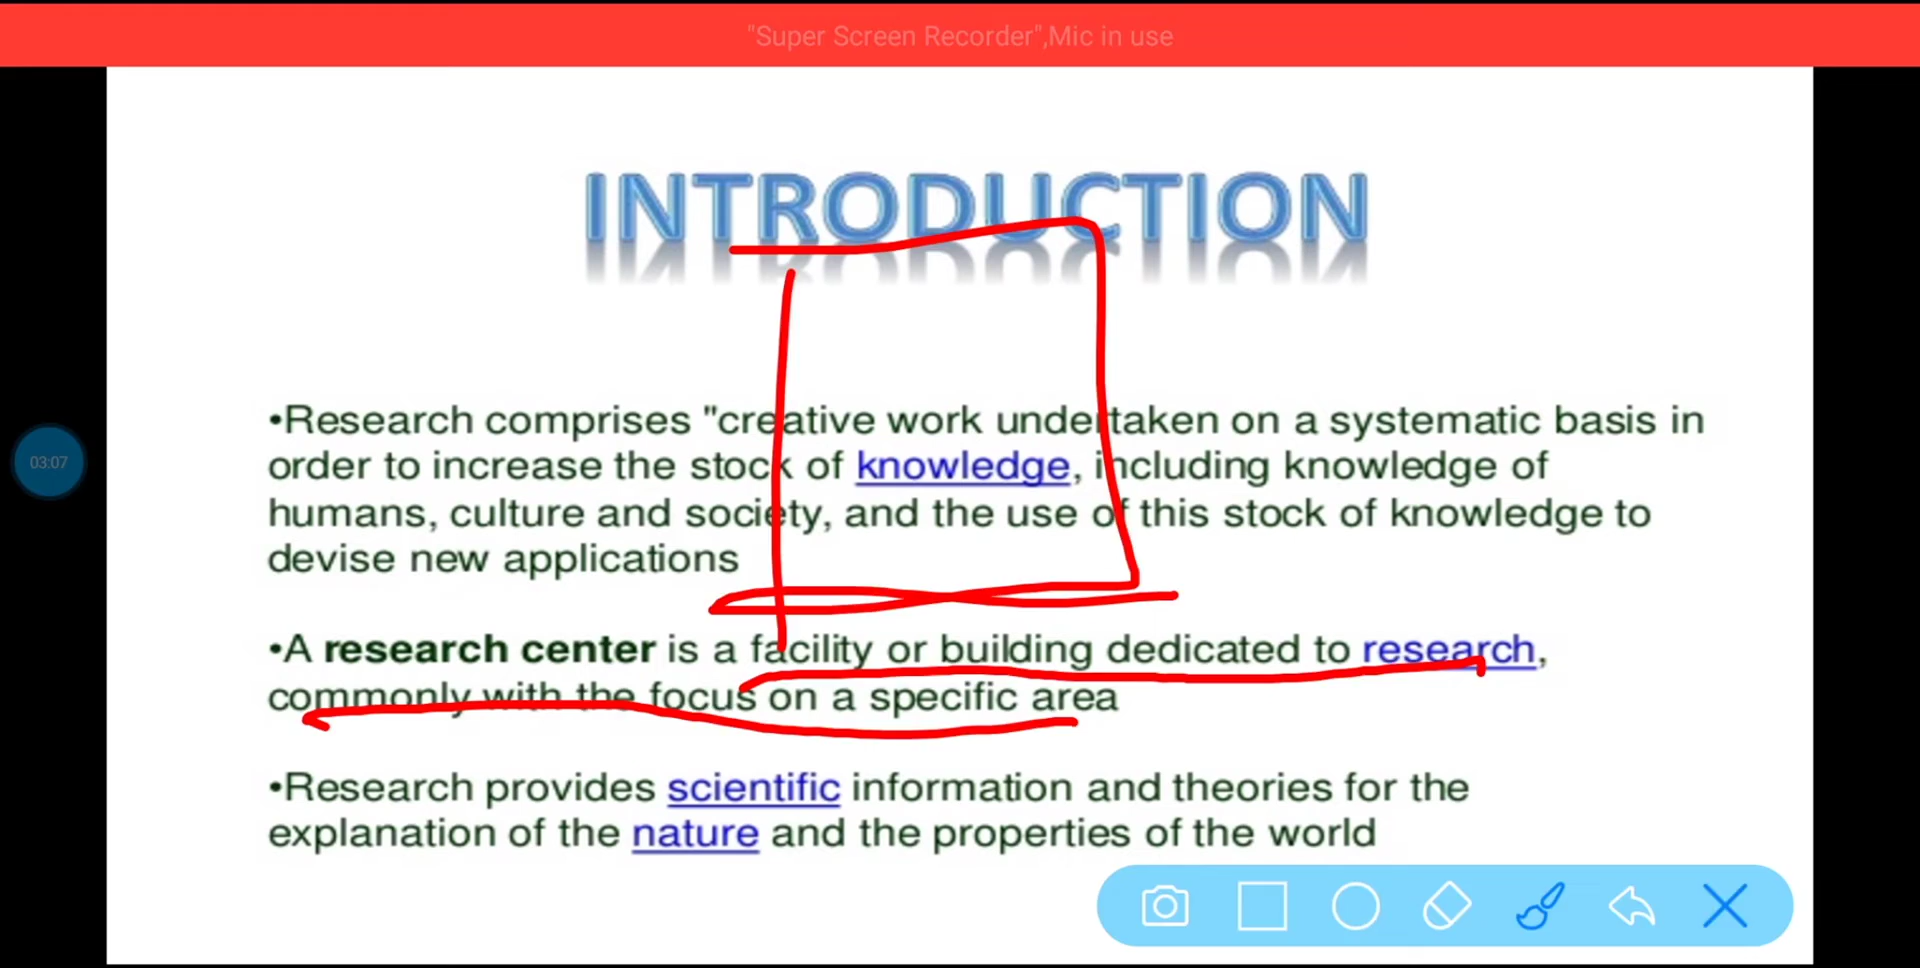 "Super Screen Recorder",Mic in use
INTRODUCTION
•Research comprises "creative work undertaken on a systematic basis in
order to increase the stock of knowledge, including knowledge of
humans, culture and society, and the use of this stock of knowledge to
devise new applications
03:07
•A research center is a facility or building dedicated to research,
commonly with the focus on a specific area
•Research provides scientific information and theories for the
explanation of the nature and the properties of the world